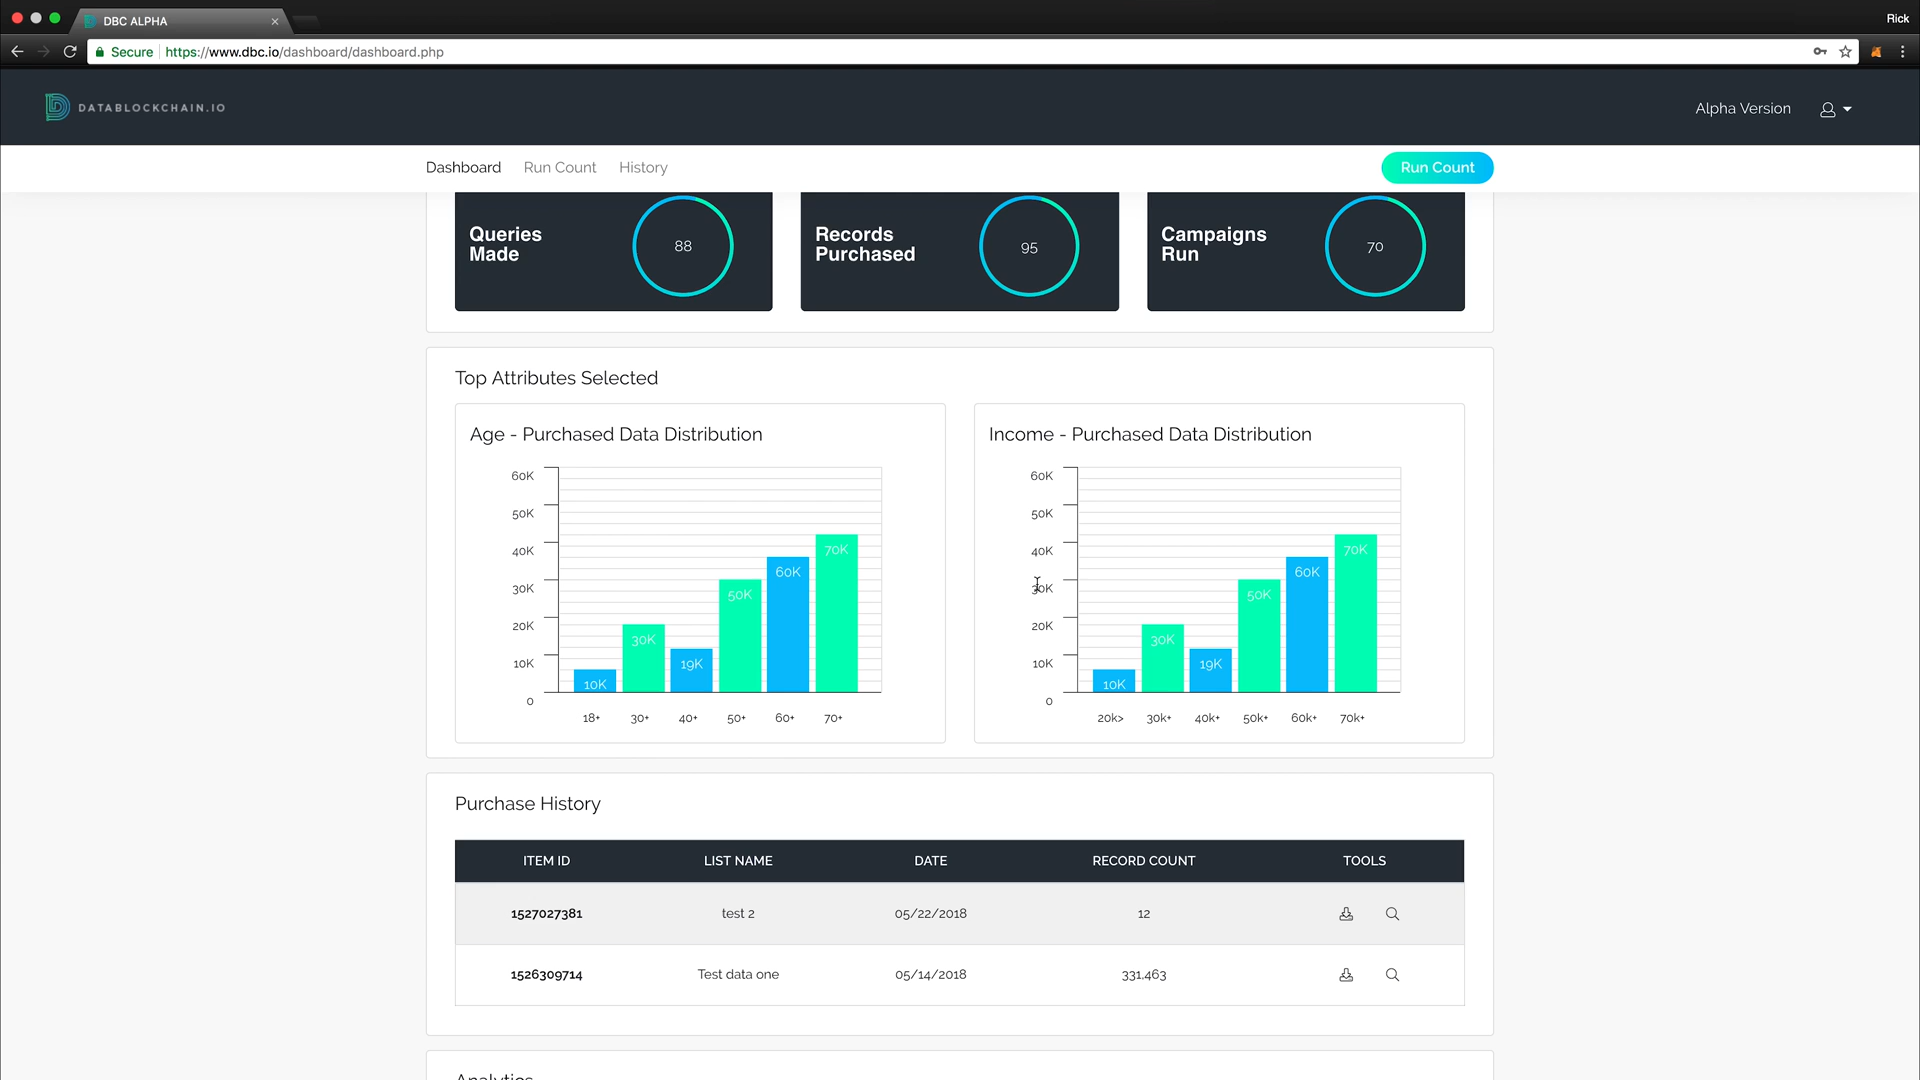 DBC ALPHA
Rick
Secure https://www.dbc.io/dashboard/dashboard.php
DATABLOCKCHAIN.IO
Alpha Version
Dashboard Run Count History
Run Count
Queries
Made
88
Records
Purchased
95
Campaigns
Run
70
Top Attributes Selected
Age - Purchased Data Distribution
60K
50K
40K
30K
20K
10K
0
10K
30K
19K
50K
60K
70K
18+ 30+ 40+ 50+ 60+ 70+
Income - Purchased Data Distribution
60K
50K
40K
30K
20K
10K
0
10K
30K
19K
50K
60K
70K
20k> 30k+ 40k+ 50k+ 60k+ 70k+
Purchase History
ITEM ID LIST NAME DATE RECORD COUNT TOOLS
1527027381 test 2 05/22/2018 12
1526309714 Test data one 05/14/2018 331,463
Analytics